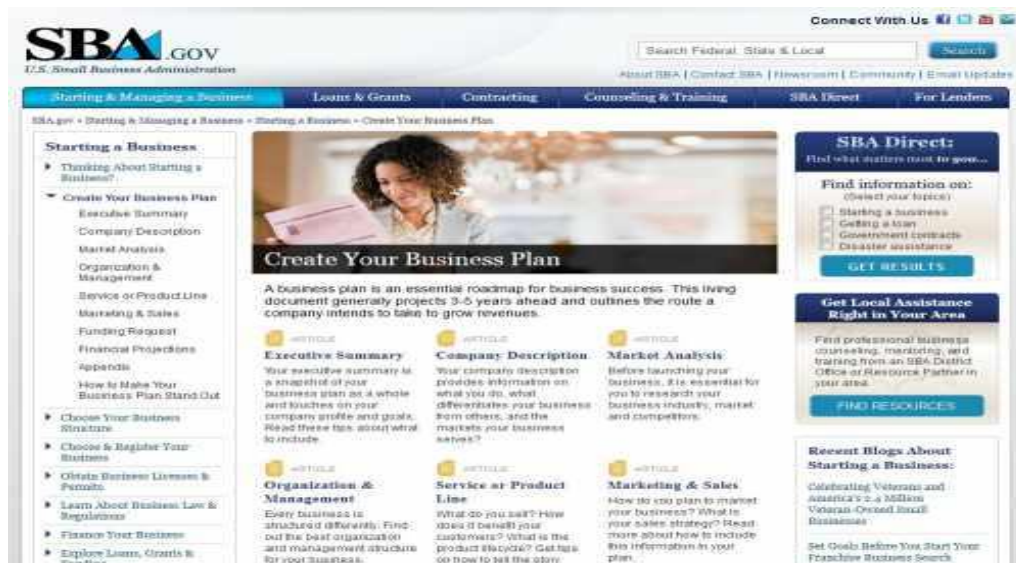 Connect With Us
SBA.GOV
U.S. Small Business Administration
Search Federal, State & Local
Search
About SBA | Contact SBA | Newsroom | Community | Email Updates
Starting & Managing a Business
Loans & Grants
Contracting
Counseling & Training
SBA Direct
For Lenders
SBA.gov » Starting & Managing a Business » Starting a Business » Create Your Business Plan
Starting a Business
Thinking About Starting a
Business?
Create Your Business Plan
Executive Summary
Company Description
Market Analysis
Organization &
Management
Service or Product Line
Marketing & Sales
Funding Request
Financial Projections
Appendix
How to Make Your
Business Plan Stand Out
Choose Your Business
Structure
Choose & Register Your
Business
Obtain Business Licenses &
Permits
Learn About Business Law &
Regulations
Finance Your Business
Explore Loans, Grants &
Create Your Business Plan
A business plan is an essential roadmap for business success. This living
document generally projects 3-5 years ahead and outlines the route a
company intends to take to grow revenues.
ARTICLE
Executive Summary
Your executive summary is
a snapshot of your
business plan as a whole
and touches on your
company profile and goals.
Read these tips about what
to include.
ARTICLE
Company Description
Your company description
provides information on
what you do, what
differentiates your business
from others, and the
markets your business
serves?
ARTICLE
Market Analysis
Before launching your
business, it is essential for
you to research your
business industry, market
and competitors.
ARTICLE
Organization &
Management
Every business is
structured differently. Find
out the best organization
and management structure
for your business.
ARTICLE
Service or Product
Line
What do you sell? How
does it benefit your
customers? What is the
product lifecycle? Get tips
on how to tell the story
ARTICLE
Marketing & Sales
How do you plan to market
your business? What is
your sales strategy? Read
more about how to include
this information in your
plan.
SBA Direct:
Find what matters most to you...
Find information on:
(Select your topics)
Starting a business
Getting a loan
Government contracts
Disaster assistance
GET RESULTS
Get Local Assistance
Right in Your Area
Find professional business
counseling, mentoring, and
training from an SBA District
Office or Resource Partner in
your area.
FIND RESOURCES
Recent Blogs About
Starting a Business:
Celebrating Veterans and
America's 2.4 Million
Veteran-Owned Small
Businesses
Set Goals Before You Start Your
Franchise Business Search